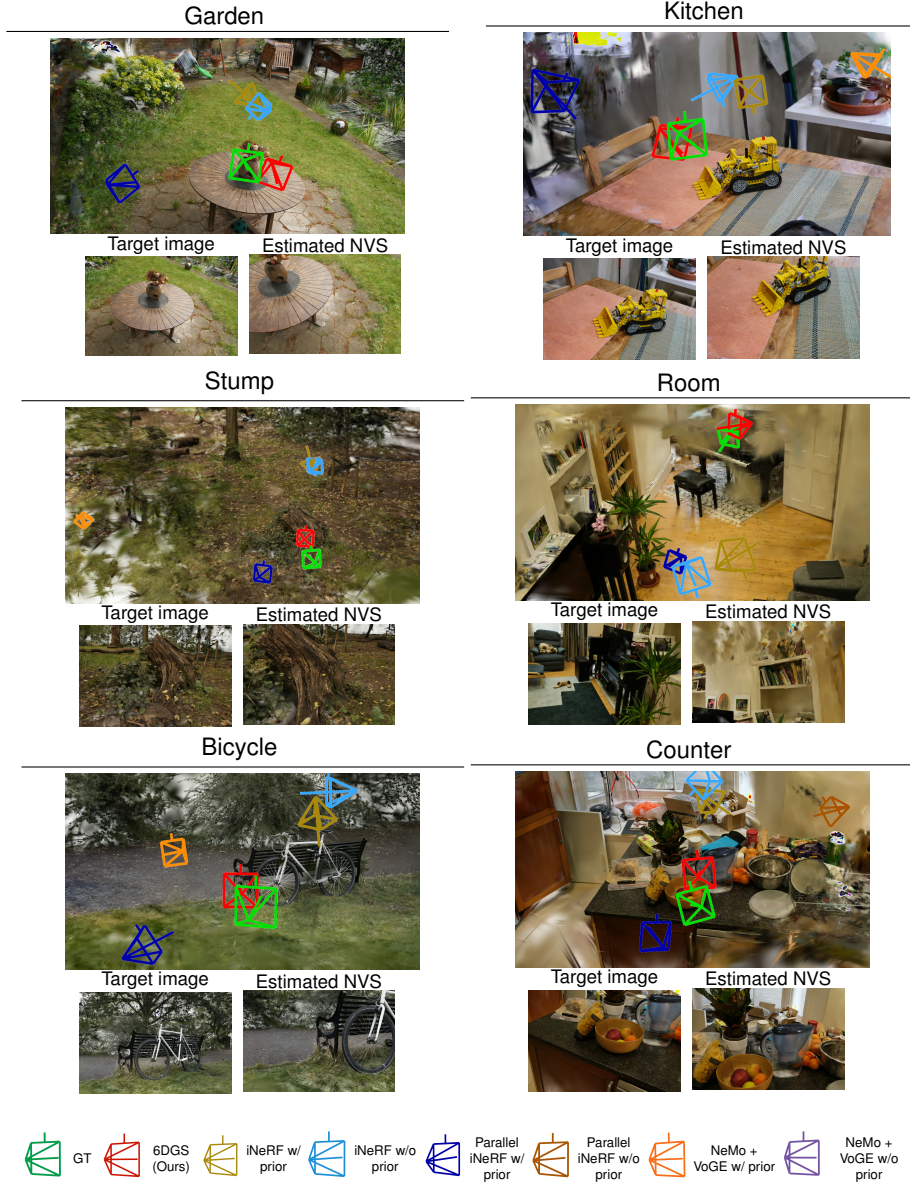 Garden
Kitchen
Target image
Estimated NVS
Target image
Estimated NVS
Stump
Room
Target image
Estimated NVS
Target image
Estimated NVS
Bicycle
Counter
Target image
Estimated NVS
Target image
Estimated NVS
GT
6DGS
(Ours)
iNeRF w/
prior
iNeRF w/o
prior
Parallel
iNeRF w/
prior
Parallel
iNeRF w/o
prior
NeMo +
VoGE w/ prior
NeMo +
VoGE w/o
prior